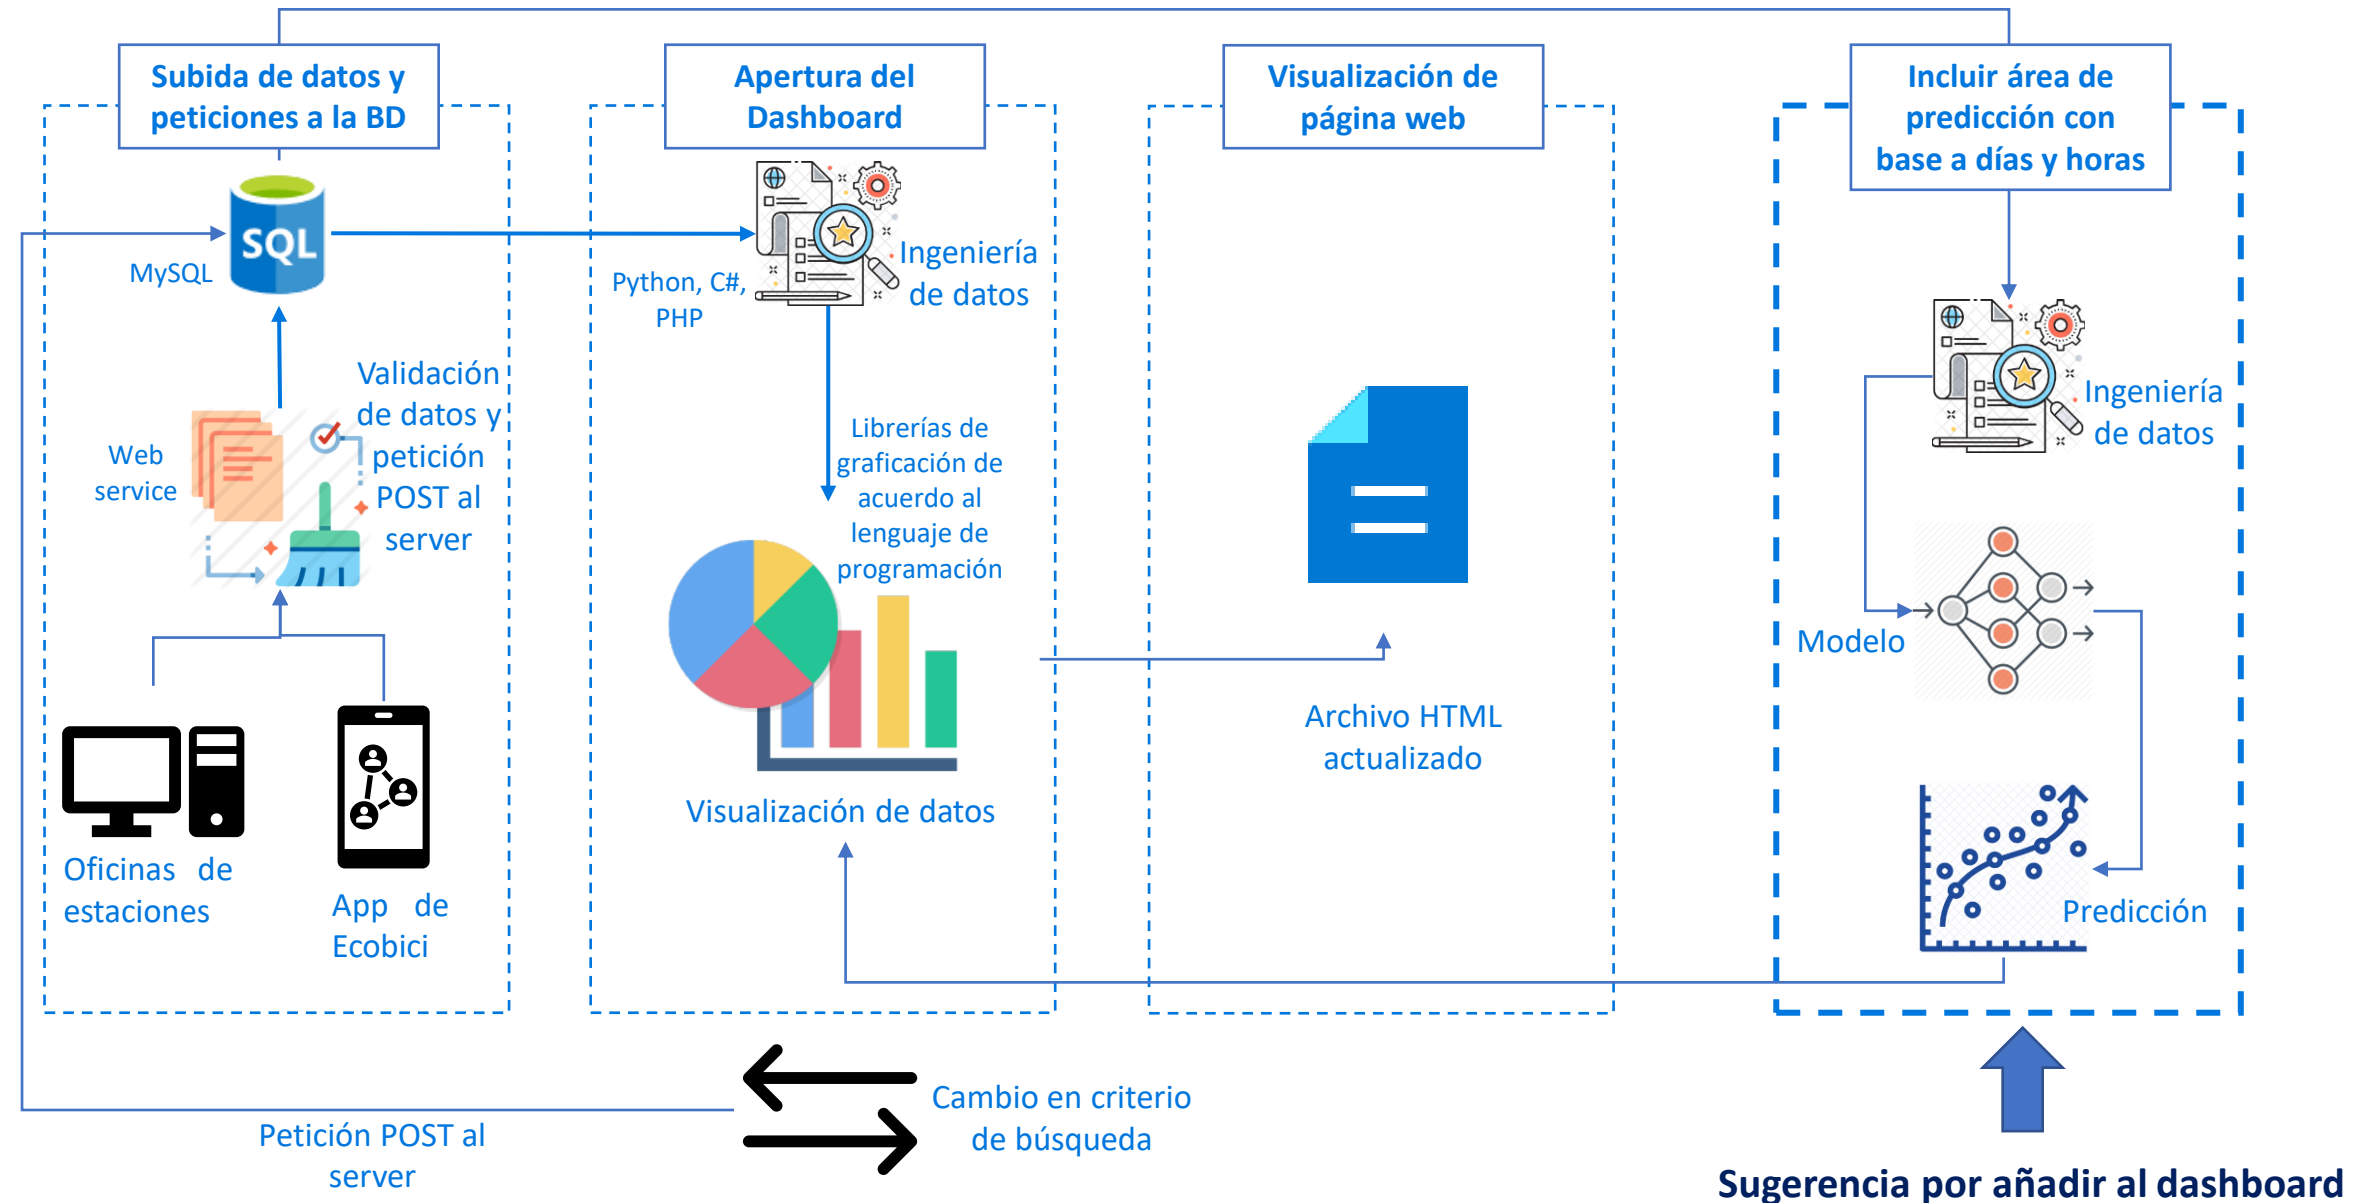 Subida de datos y
peticiones a la BD
Apertura del
Dashboard
Visualización de
página web
Incluir área de
predicción con
base a días y horas
SQL
MySQL
Python, C#,
PHP
Ingeniería
de datos
Validación
de datos y
petición
POST al
server
Web
service
Librerías de
graficación de
acuerdo al
lenguaje de
programación
Ingeniería
de datos
Modelo
Archivo HTML
actualizado
Visualización de datos
Oficinas de
estaciones
App de
Ecobici
Predicción
Cambio en criterio
de búsqueda
Petición POST al
server
Sugerencia por añadir al dashboard